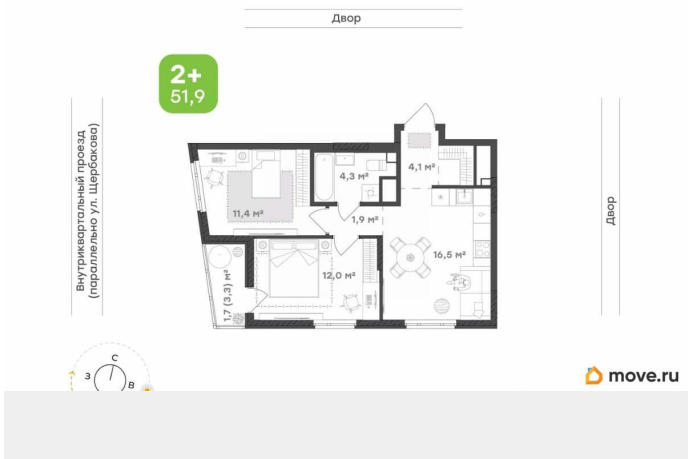 Двор
2+
51,9
Внутриквартальный проезд
(параллельно ул. Щербакова)
4,3 м²
4,1 м²
11,4 м²
1,9 м²
Двор
16,5 м²
12,0 м²
1,7 (3,3) м²
С
З
В
move.ru